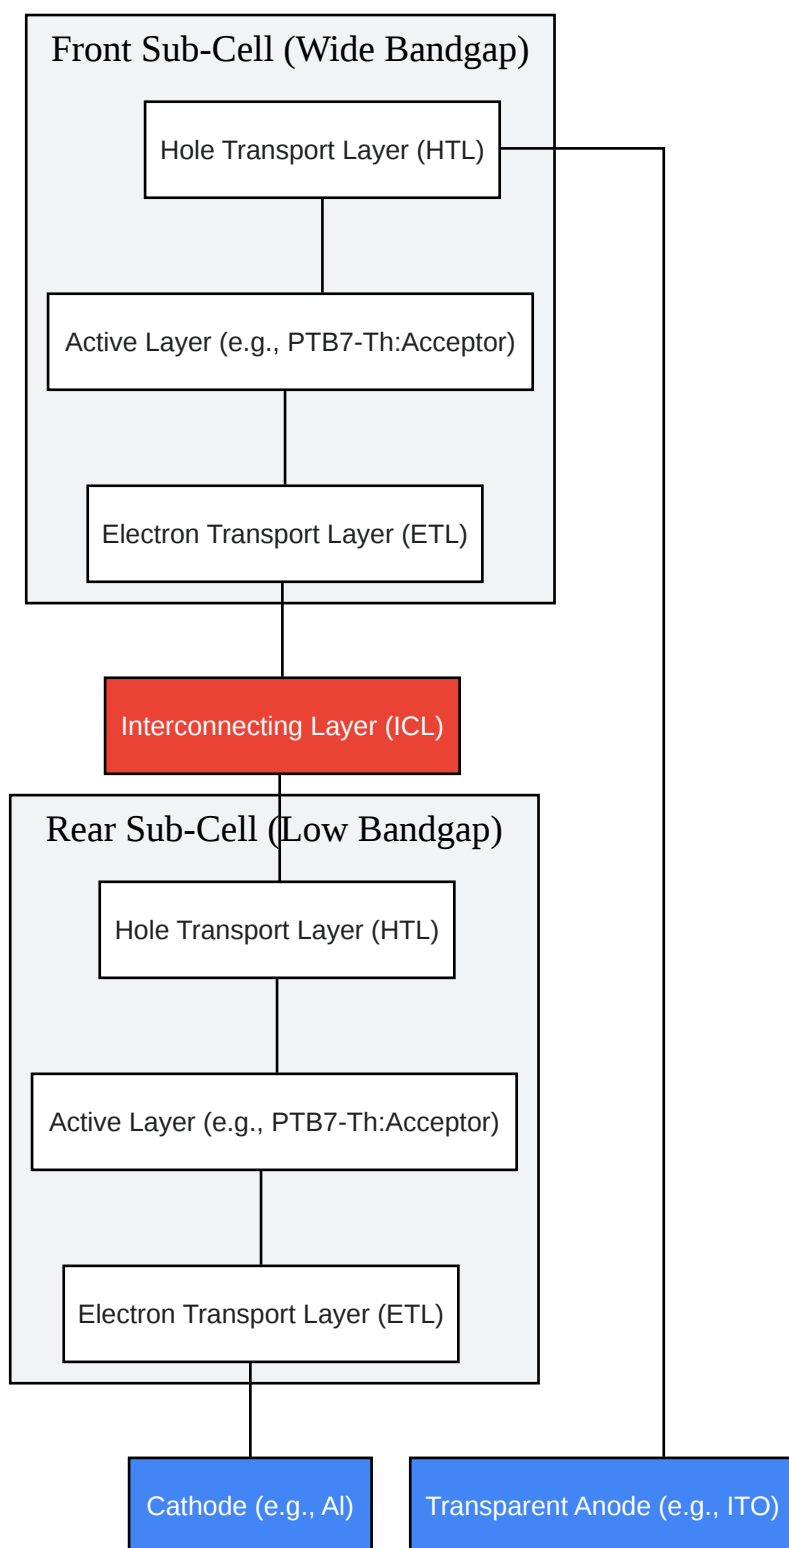 Front Sub-Cell (Wide Bandgap)
Hole Transport Layer (HTL)
Active Layer (e.g., PTB7-Th:Acceptor)
Electron Transport Layer (ETL)
Interconnecting Layer (ICL)
Rear Sub-Cell (Low Bandgap)
Hole Transport Layer (HTL)
Active Layer (e.g., PTB7-Th:Acceptor)
Electron Transport Layer (ETL)
Cathode (e.g., Al)
Transparent Anode (e.g., ITO)